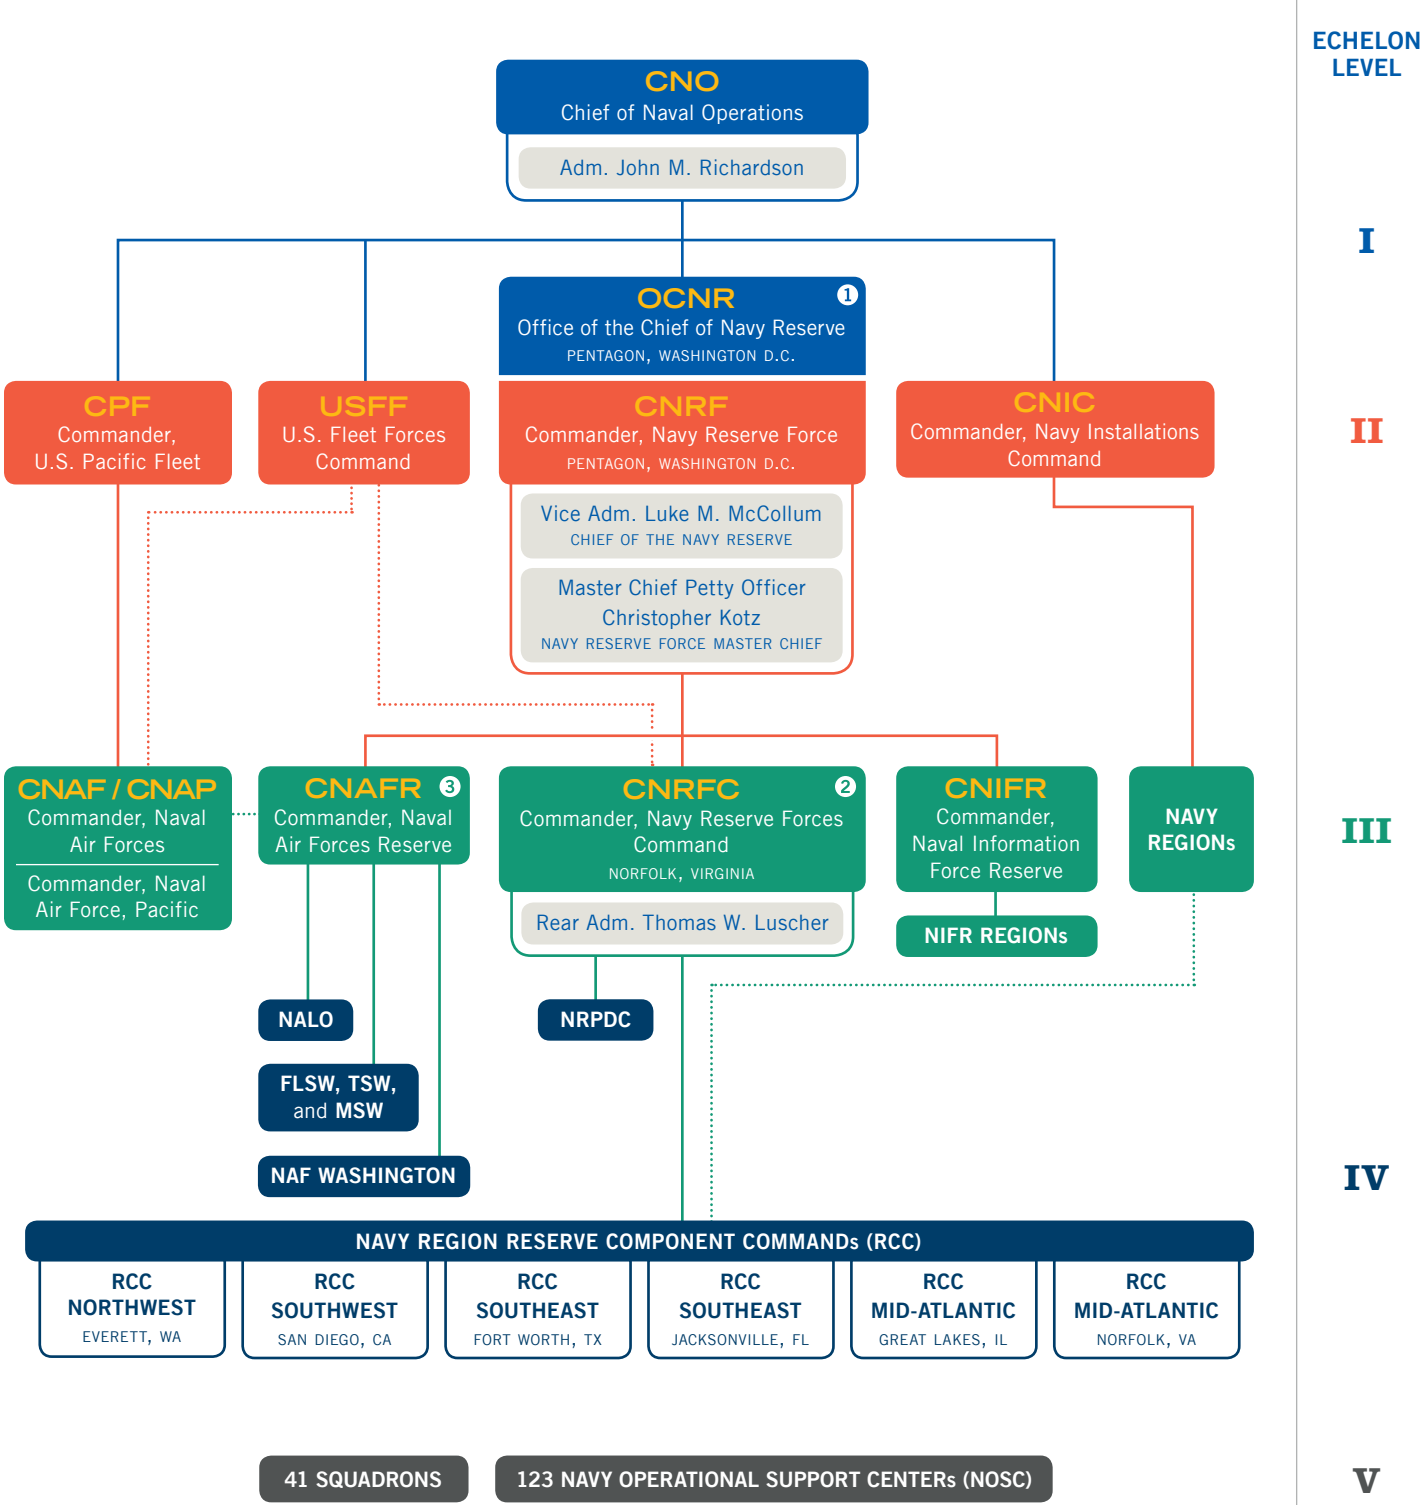 ECHELON
LEVEL
CNO
Chief of Naval Operations
Adm. John M. Richardson
I
OCNR 1
Office of the Chief of Navy Reserve
PENTAGON, WASHINGTON D.C.
CPF
Commander,
U.S. Pacific Fleet
USFF
U.S. Fleet Forces
Command
CNRF
Commander, Navy Reserve Force
PENTAGON, WASHINGTON D.C.
CNIC
Commander, Navy Installations
Command
II
Vice Adm. Luke M. McCollum
CHIEF OF THE NAVY RESERVE
Master Chief Petty Officer
Christopher Kotz
NAVY RESERVE FORCE MASTER CHIEF
CNAF / CNAP
Commander, Naval
Air Forces
Commander, Naval
Air Force, Pacific
CNAFR 3
Commander, Naval
Air Forces Reserve
CNRFC 2
Commander, Navy Reserve Forces
Command
NORFOLK, VIRGINIA
Rear Adm. Thomas W. Luscher
CNIFR
Commander,
Naval Information
Force Reserve
NIFR REGIONs
NAVY
REGIONs
III
NALO
NRPDC
FLSW, TSW,
and MSW
NAF WASHINGTON
IV
NAVY REGION RESERVE COMPONENT COMMANDs (RCC)
RCC
NORTHWEST
EVERETT, WA
RCC
SOUTHWEST
SAN DIEGO, CA
RCC
SOUTHEAST
FORT WORTH, TX
RCC
SOUTHEAST
JACKSONVILLE, FL
RCC
MID-ATLANTIC
GREAT LAKES, IL
RCC
MID-ATLANTIC
NORFOLK, VA
41 SQUADRONS
123 NAVY OPERATIONAL SUPPORT CENTERs (NOSC)
V